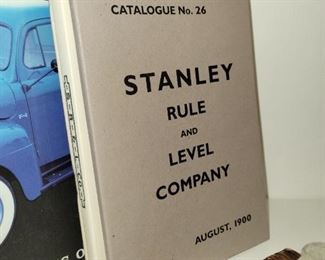 CATALOGUE No. 26
STANLEY
RULE
AND
LEVEL
COMPANY
AUGUST, 1900